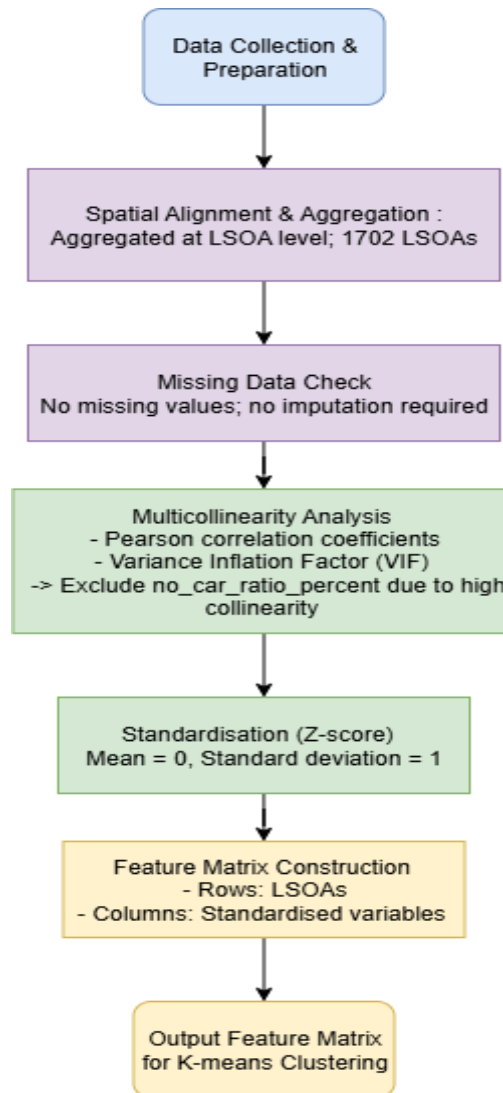 Data Collection &
Preparation
Spatial Alignment & Aggregation :
Aggregated at LSOA level; 1702 LSOAs
Missing Data Check
No missing values; no imputation required
Multicollinearity Analysis
- Pearson correlation coefficients
- Variance Inflation Factor (VIF)
-> Exclude no_car_ratio_percent due to high
collinearity
Standardisation (Z-score)
Mean = 0, Standard deviation = 1
Feature Matrix Construction
- Rows: LSOAs
- Columns: Standardised variables
Output Feature Matrix
for K-means Clustering